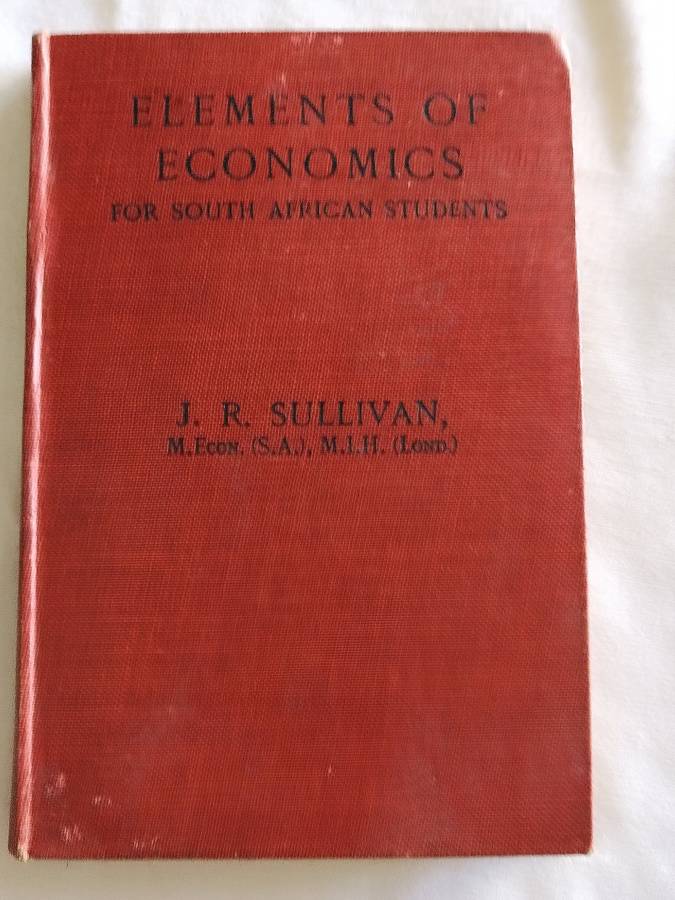 ELEMENTS OF
ECONOMICS
FOR SOUTH AFRICAN STUDENTS
J. R. SULLIVAN,
M.ECON. (S.A.), M.I.H. (LOND.)